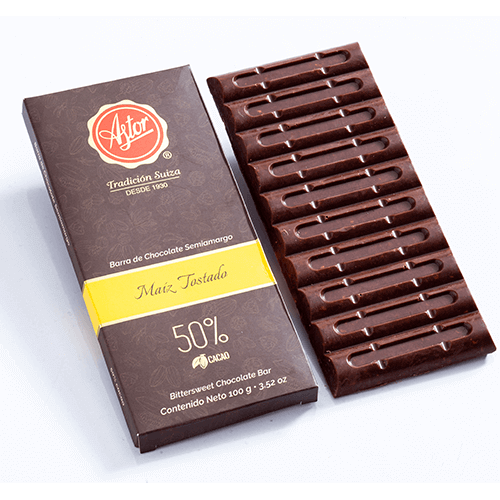 Astor
®
Tradición Suiza
DESDE 1930
Barra de Chocolate Semiamargo
Maíz Tostado
50%
CACAO
Bittersweet Chocolate Bar
Contenido Neto 100 g • 3.52 oz